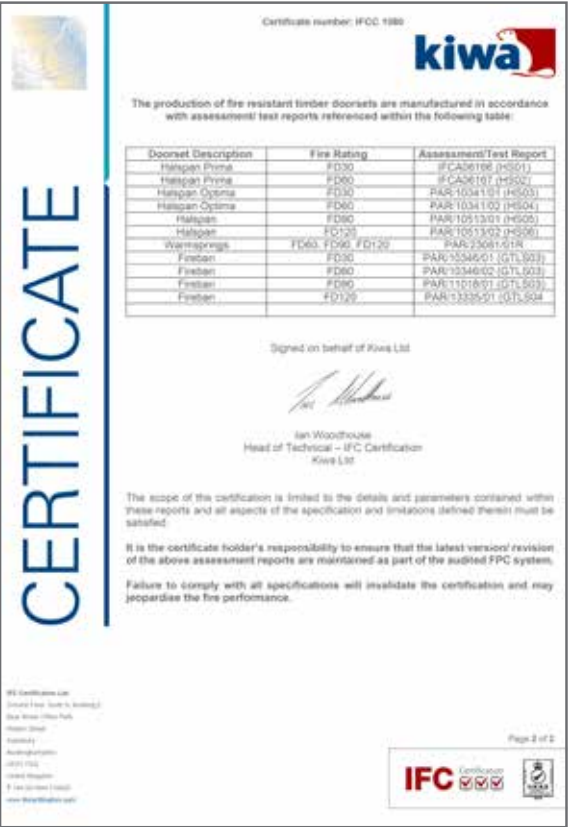 Certificate number: IFCC 1080
kiwa
CERTIFICATE
The production of fire resistant timber doorsets are manufactured in accordance
with assessment/ test reports referenced within the following table:
Doorset Description Fire Rating Assessment/Test Report
Halspan Prima FD30 IFCA06166 (HS01)
Halspan Prima FD60 IFCA06167 (HS02)
Halspan Optima FD30 PAR/10341/01 (HS03)
Halspan Optima FD60 PAR/10341/02 (HS04)
Halspan FD90 PAR/10513/01 (HS05)
Halspan FD120 PAR/10513/02 (HS06)
Warmsprings FD60, FD90, FD120 PAR/23081/01R
Fireban FD30 PAR/10346/01 (GTLS03)
Fireban FD60 PAR/10346/02 (GTLS03)
Fireban FD90 PAR/11018/01 (GTLS03)
Fireban FD120 PAR/13335/01 (GTLS04
Signed on behalf of Kiwa Ltd
Ian Woodhouse
Head of Technical – IFC Certification
Kiwa Ltd
The scope of the certification is limited to the details and parameters contained within
these reports and all aspects of the specification and limitations defined therein must be
satisfied.
It is the certificate holder's responsibility to ensure that the latest version/ revision
of the above assessment reports are maintained as part of the audited FPC system.
Failure to comply with all specifications will invalidate the certification and may
jeopardise the fire performance.
IFC Certification Ltd
United Kingdom
Page 2 of 2
IFC Certification